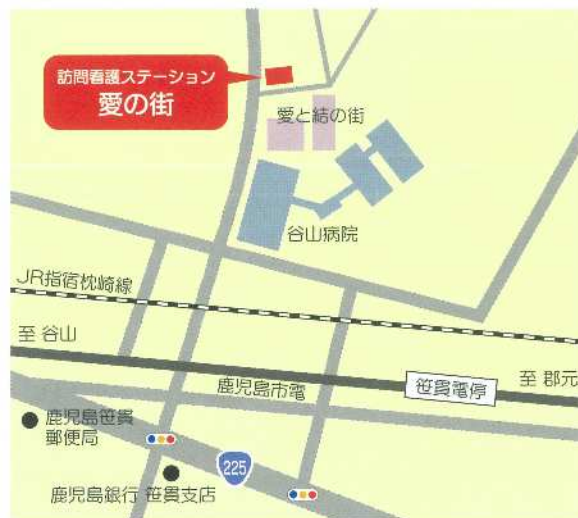 訪問看護ステーション
愛の街
愛と結の街
谷山病院
JR指宿枕崎線
至 谷山
至 郡元
笹貫電停
鹿児島市電
鹿児島笹貫
郵便局
225
鹿児島銀行 笹貫支店